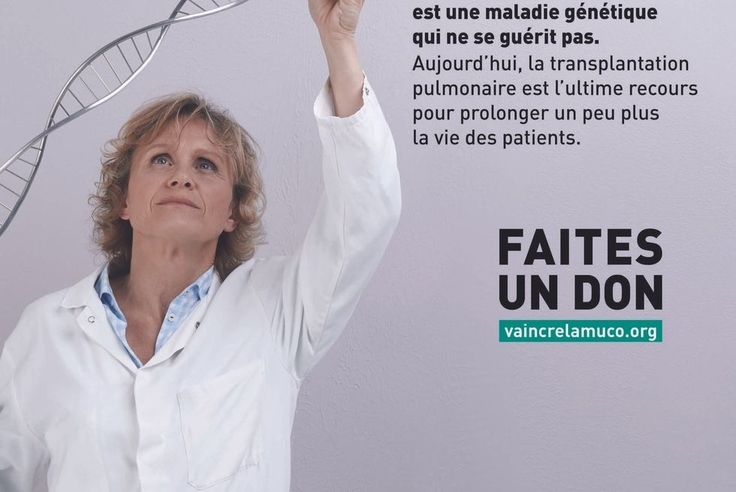 est une maladie génétique
qui ne se guérit pas.
Aujourd’hui, la transplantation
pulmonaire est l’ultime recours
pour prolonger un peu plus
la vie des patients.
FAITES
UN DON
vaincrelamuco.org